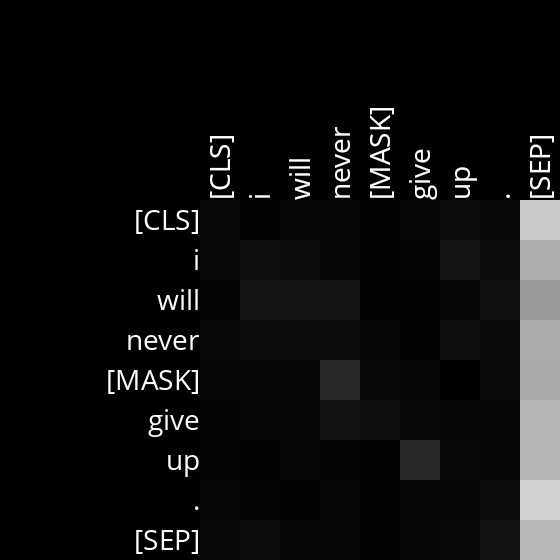 [CLS] i will never [MASK] give up . [SEP]
[CLS]
i
will
never
[MASK]
give
up
.
[SEP]